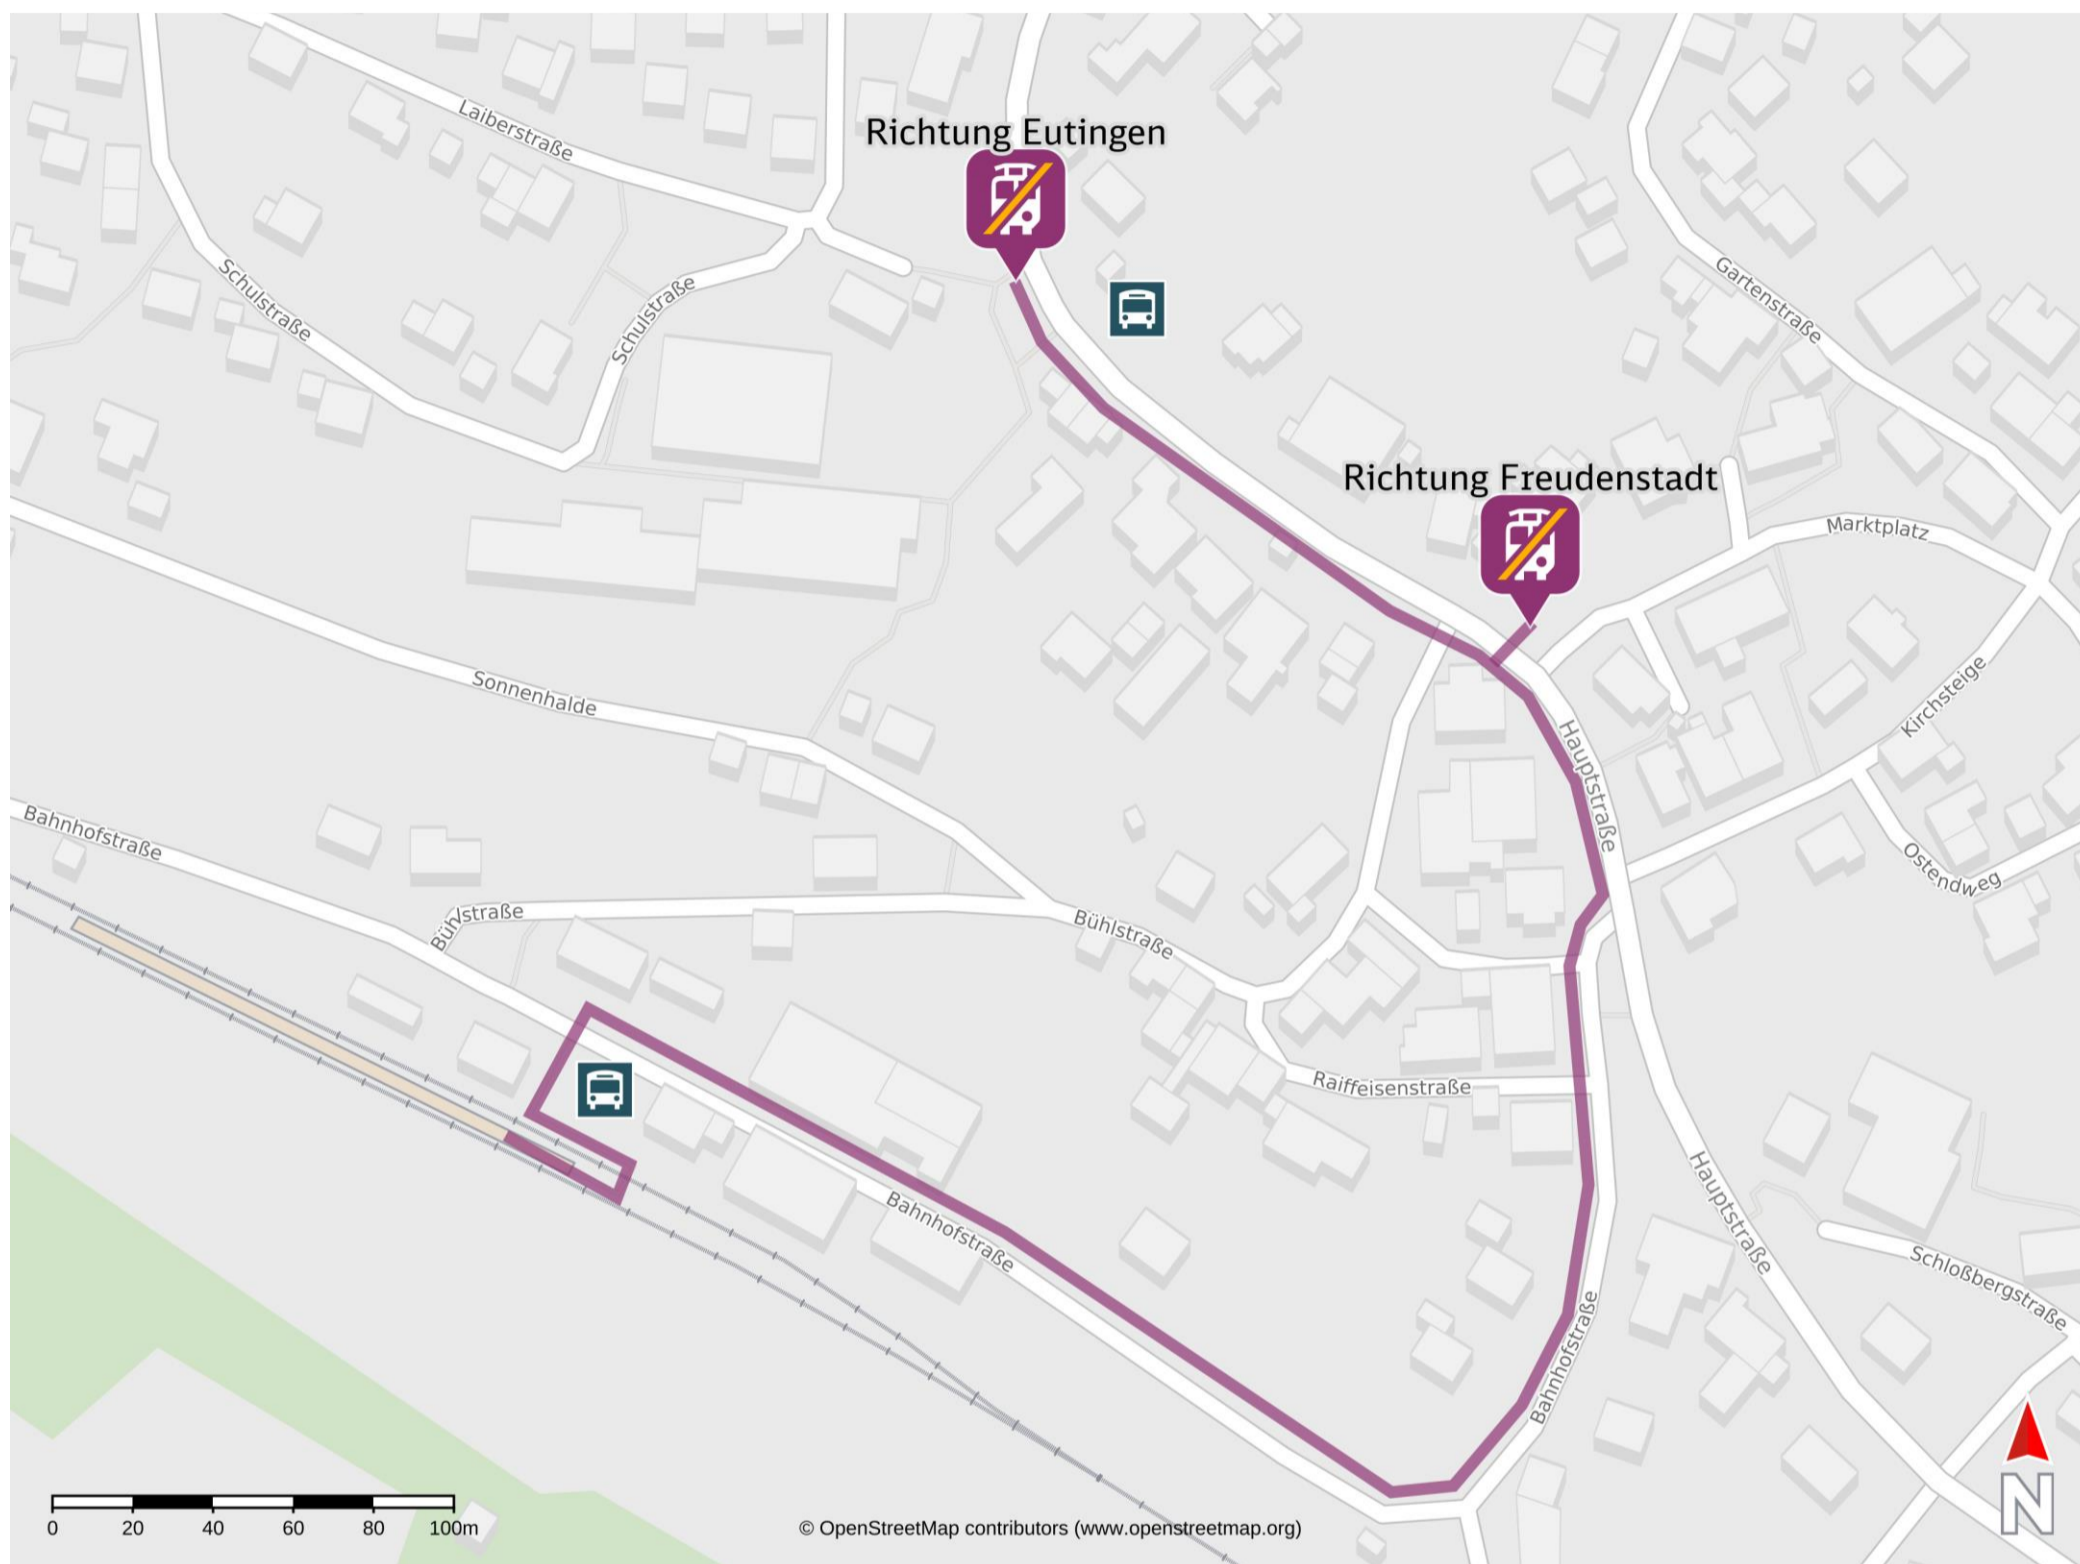 Laiberstraße
Richtung Eutingen
Schulstraße
Schulstraße
Gartenstraße
Richtung Freudenstadt
Marktplatz
Sonnenhalde
Kirchsteige
Hauptstraße
Bahnhofstraße
Ostendweg
Bühlstraße
Bühlstraße
Raiffeisenstraße
Bahnhofstraße
Hauptstraße
Schloßbergstraße
Bahnhofstraße
0 20 40 60 80 100m
© OpenStreetMap contributors (www.openstreetmap.org)
N